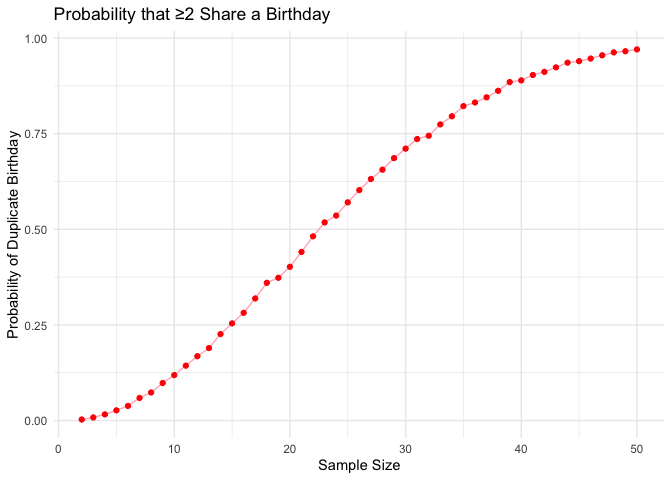 Probability that ≥2 Share a Birthday
1.00
0.75
0.50
0.25
0.00
Probability of Duplicate Birthday
0 10 20 30 40 50
Sample Size